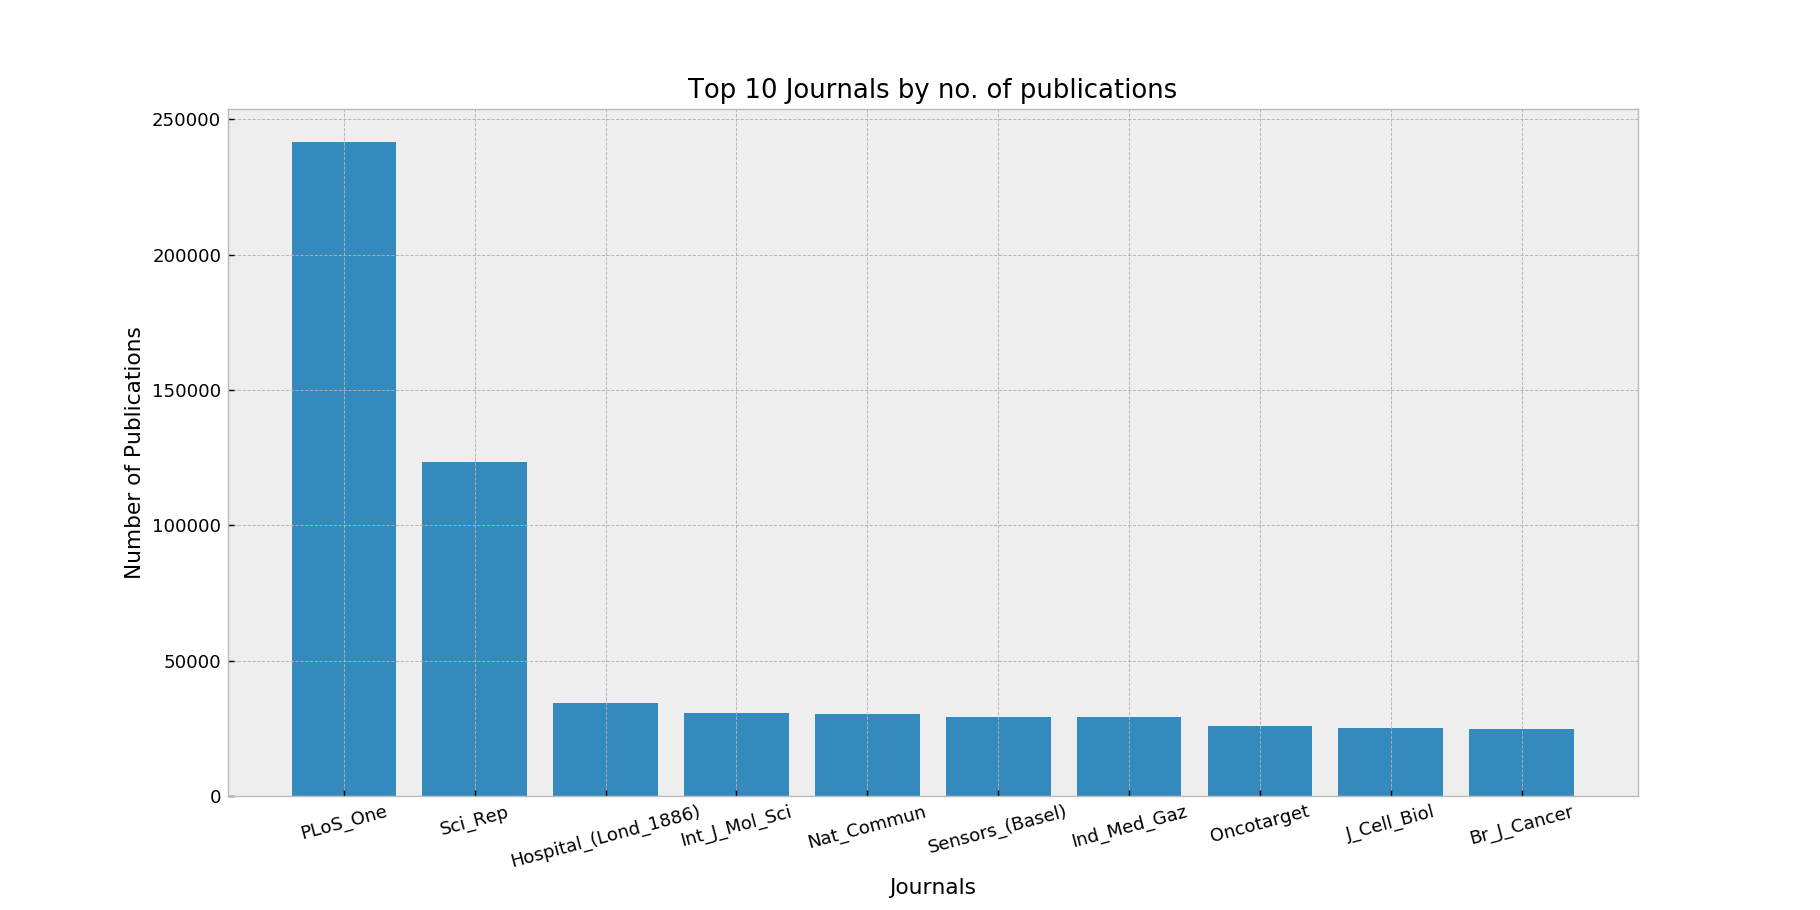 Top 10 Journals by no. of publications
250000
200000
150000
100000
50000
0
Number of Publications
PLoS_One
Sci_Rep
Hospital_(Lond_1886)
Int_J_Mol_Sci
Nat_Commun
Sensors_(Basel)
Ind_Med_Gaz
Oncotarget
J_Cell_Biol
Br_J_Cancer
Journals